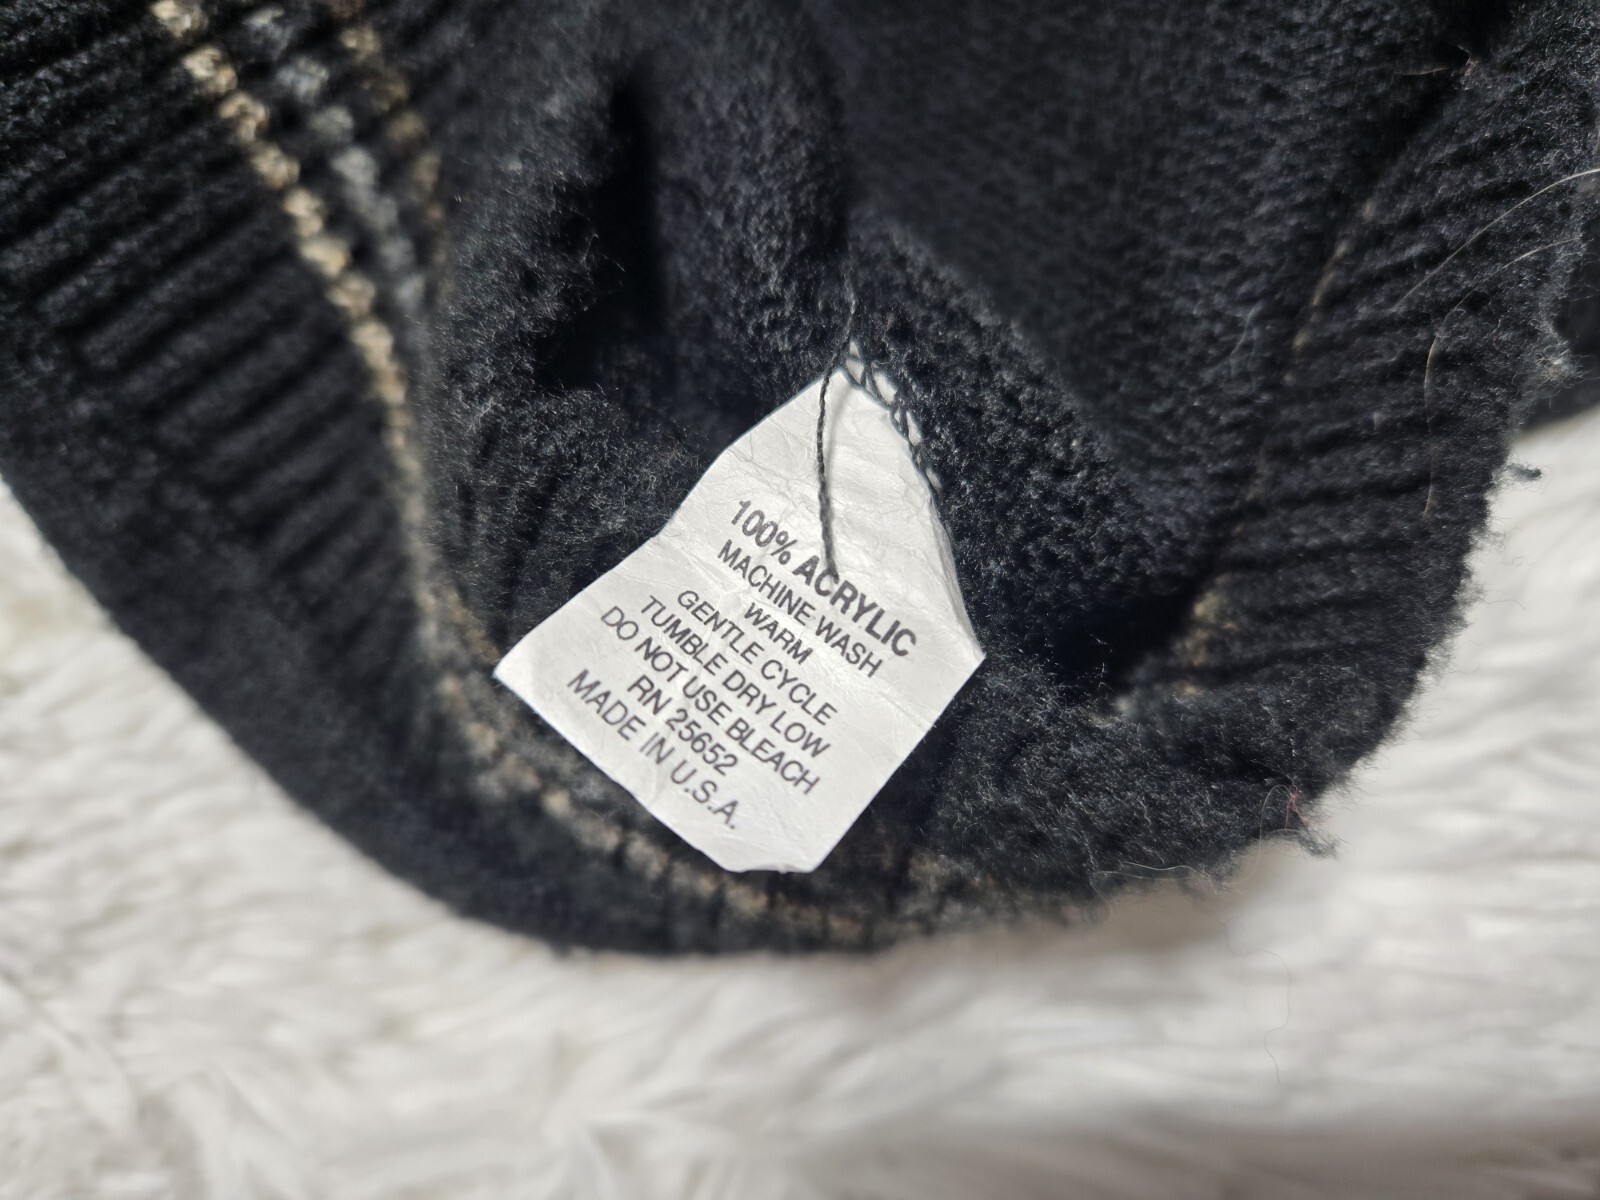 100% ACRYLIC
MACHINE WASH
WARM
GENTLE CYCLE
TUMBLE DRY LOW
DO NOT USE BLEACH
RN 25652
MADE IN U.S.A.